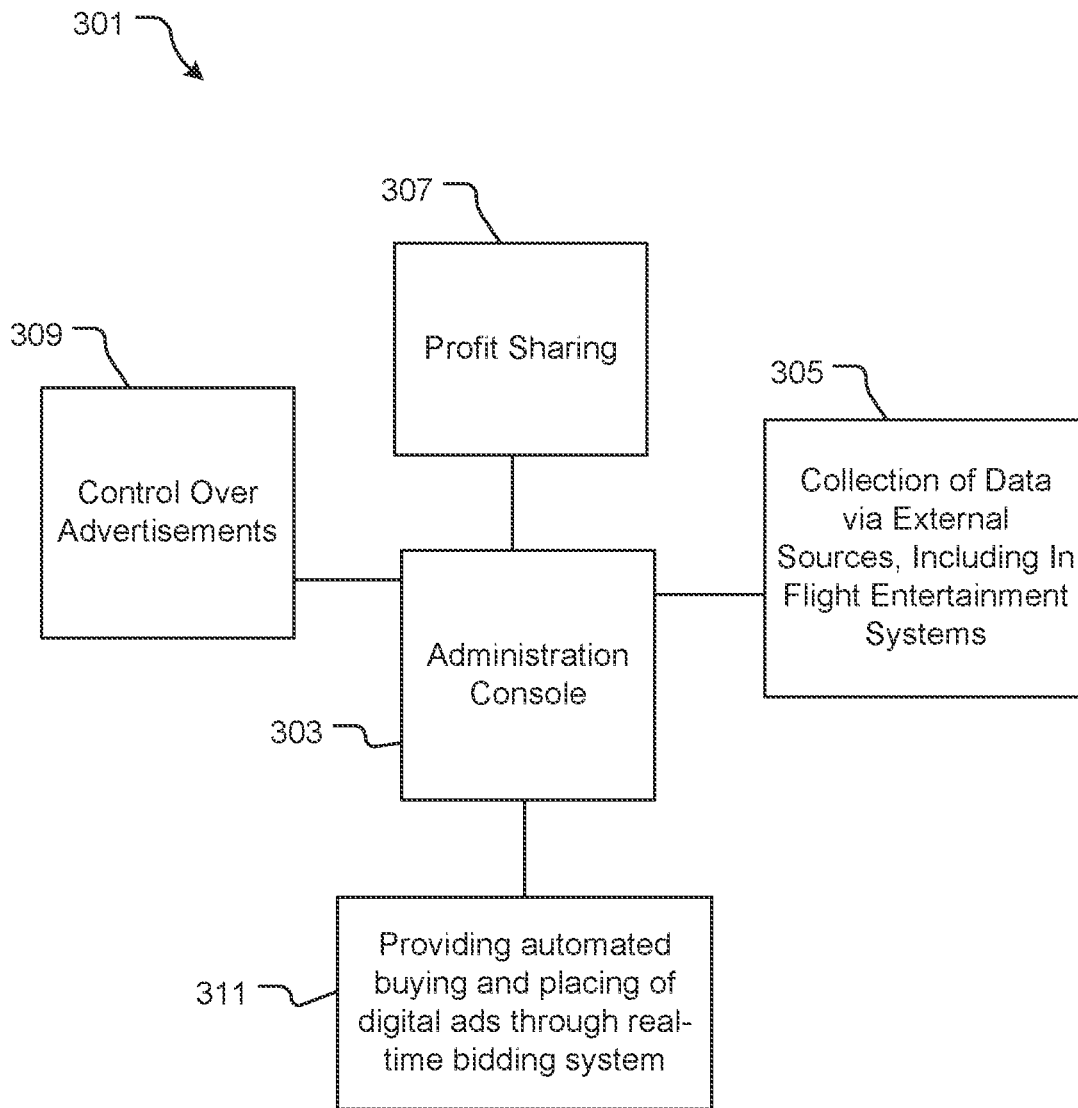 301
307
Profit Sharing
309
Control Over
Advertisements
305
Collection of Data
via External
Sources, Including In
Flight Entertainment
Systems
Administration
Console
303
Providing automated
buying and placing of
digital ads through real-
time bidding system
311